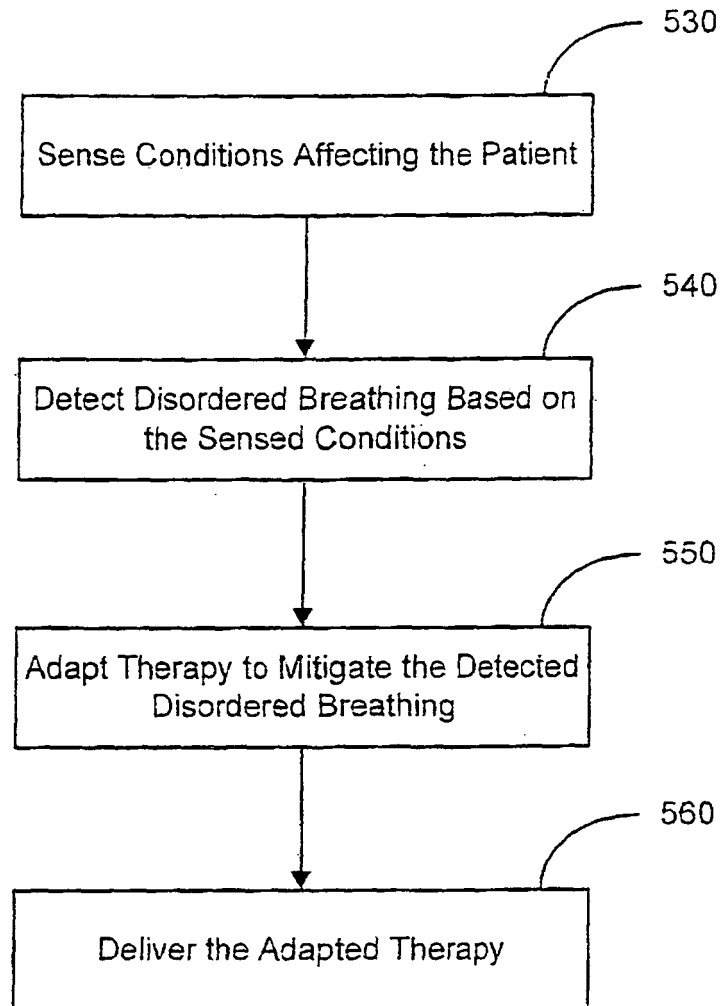 530
Sense Conditions Affecting the Patient
540
Detect Disordered Breathing Based on
the Sensed Conditions
550
Adapt Therapy to Mitigate the Detected
Disordered Breathing
560
Deliver the Adapted Therapy